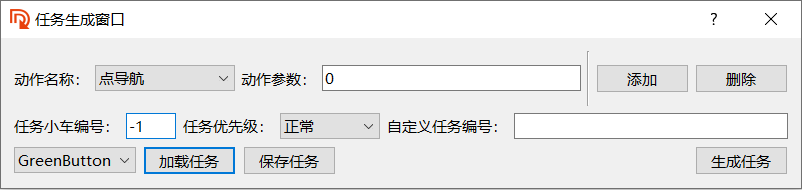 任务生成窗口 ?
动作名称： 点导航 动作参数： 0 添加 删除
任务小车编号： -1 任务优先级： 正常 自定义任务编号：
GreenButton 加载任务 保存任务 生成任务